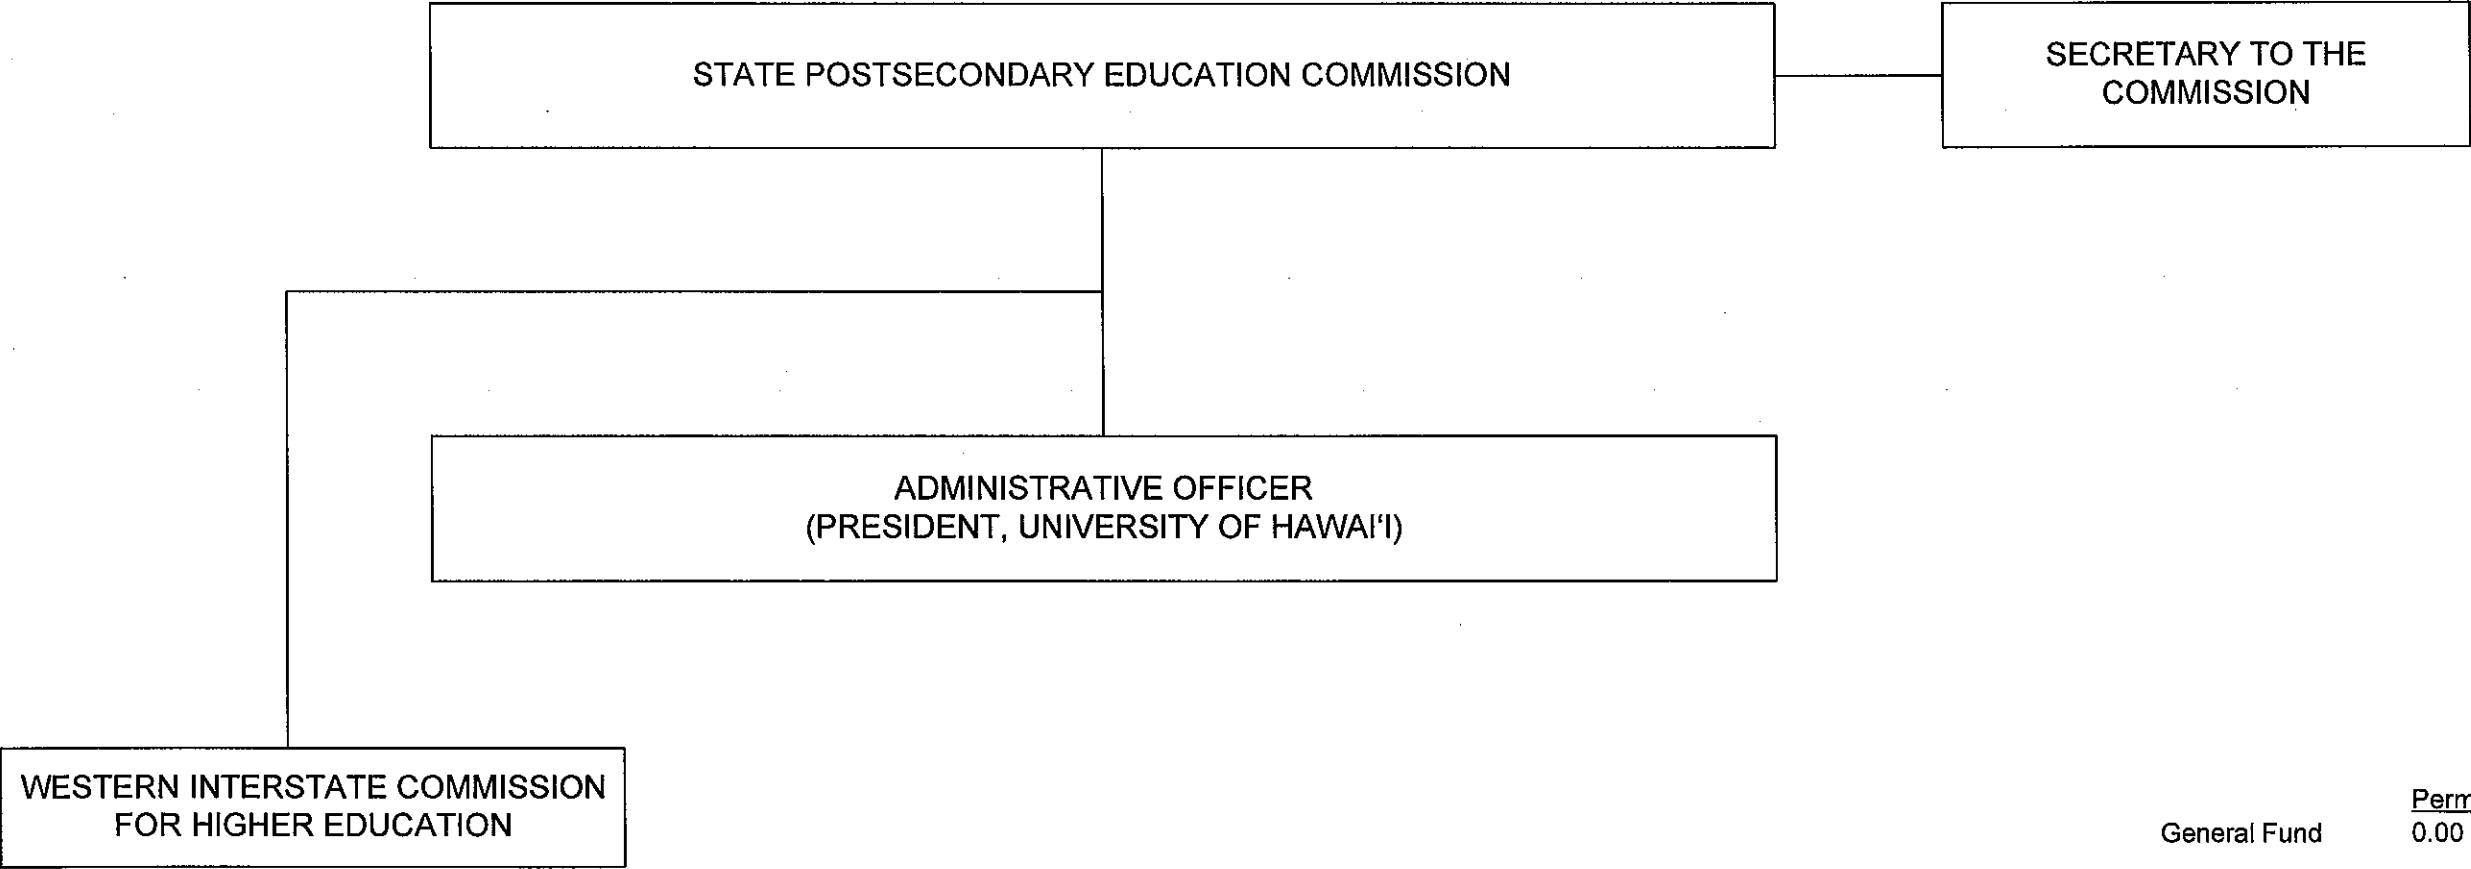 STATE POSTSECONDARY EDUCATION COMMISSION
SECRETARY TO THE
COMMISSION
ADMINISTRATIVE OFFICER
(PRESIDENT, UNIVERSITY OF HAWAI‘I)
WESTERN INTERSTATE COMMISSION
FOR HIGHER EDUCATION
Perm
General Fund 0.00